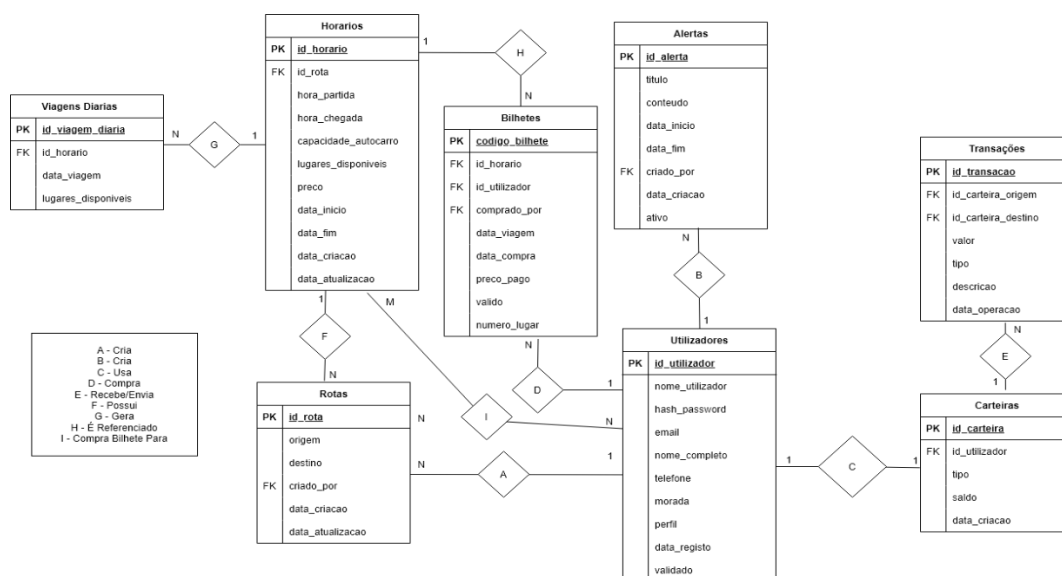 Horarios
PK id_horario
FK id_rota
hora_partida
hora_chegada
capacidade_autocarro
lugares_disponiveis
preco
data_inicio
data_fim
data_criacao
data_atualizacao
1
H
N
Alertas
PK id_alerta
titulo
conteudo
data_inicio
data_fim
FK criado_por
data_criacao
ativo
Viagens Diarias
PK id_viagem_diaria
FK id_horario
data_viagem
lugares_disponiveis
N
G
1
Bilhetes
PK codigo_bilhete
FK id_horario
FK id_utilizador
FK comprado_por
data_viagem
data_compra
preco_pago
valido
numero_lugar
Transações
PK id_transacao
FK id_carteira_origem
FK id_carteira_destino
valor
tipo
descricao
data_operacao
N
B
1
1
F
N
M
I
N
N
D
1
N
E
1
A - Cria
B - Cria
C - Usa
D - Compra
E - Recebe/Envia
F - Possui
G - Gera
H - É Referenciado
I - Compra Bilhete Para
Rotas
PK id_rota
origem
destino
FK criado_por
data_criacao
data_atualizacao
N
N
A
1
Utilizadores
PK id_utilizador
nome_utilizador
hash_password
email
nome_completo
telefone
morada
perfil
data_registo
validado
1
C
1
Carteiras
PK id_carteira
FK id_utilizador
tipo
saldo
data_criacao